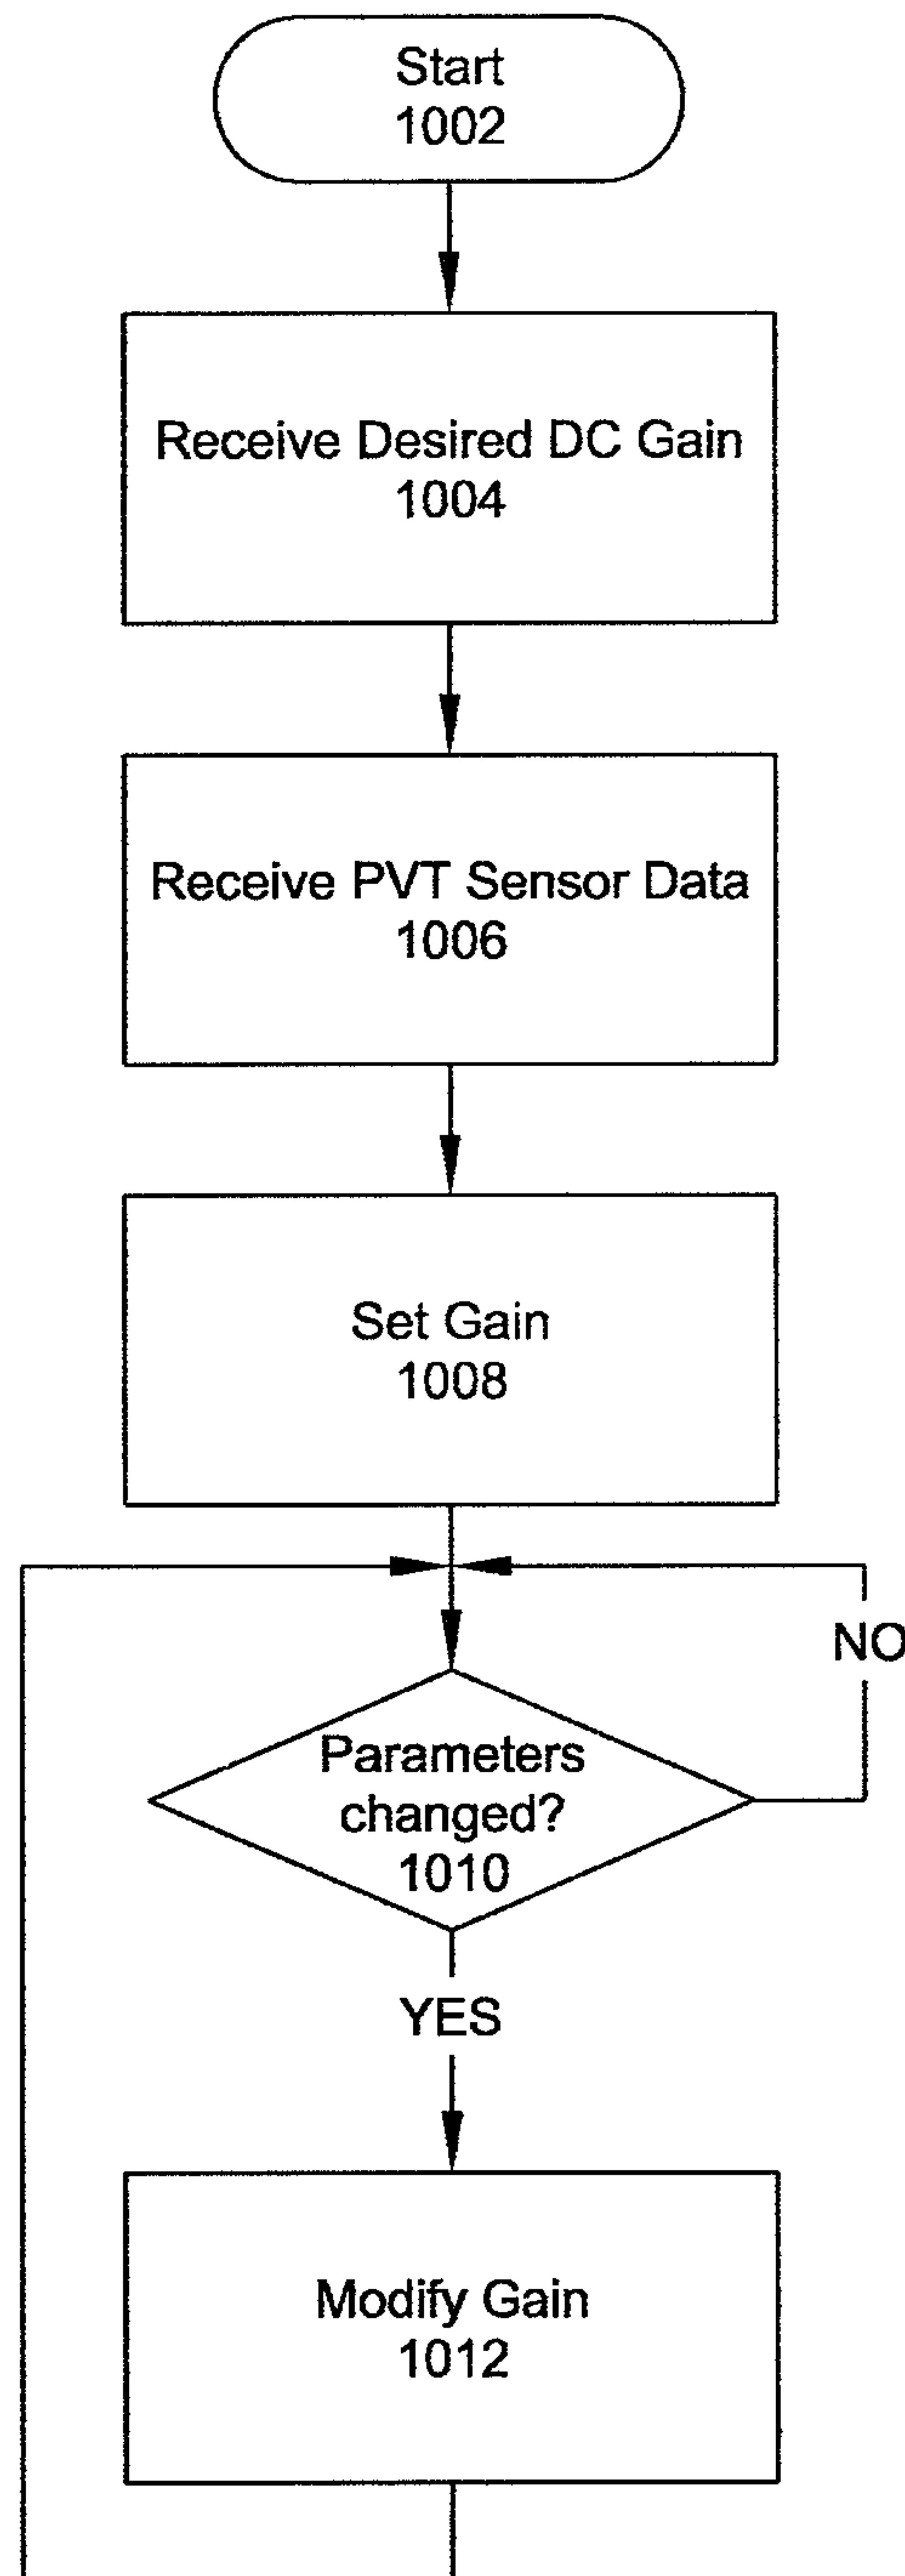 Start
1002
Receive Desired DC Gain
1004
Receive PVT Sensor Data
1006
Set Gain
1008
NO
Parameters
changed?
1010
YES
Modify Gain
1012